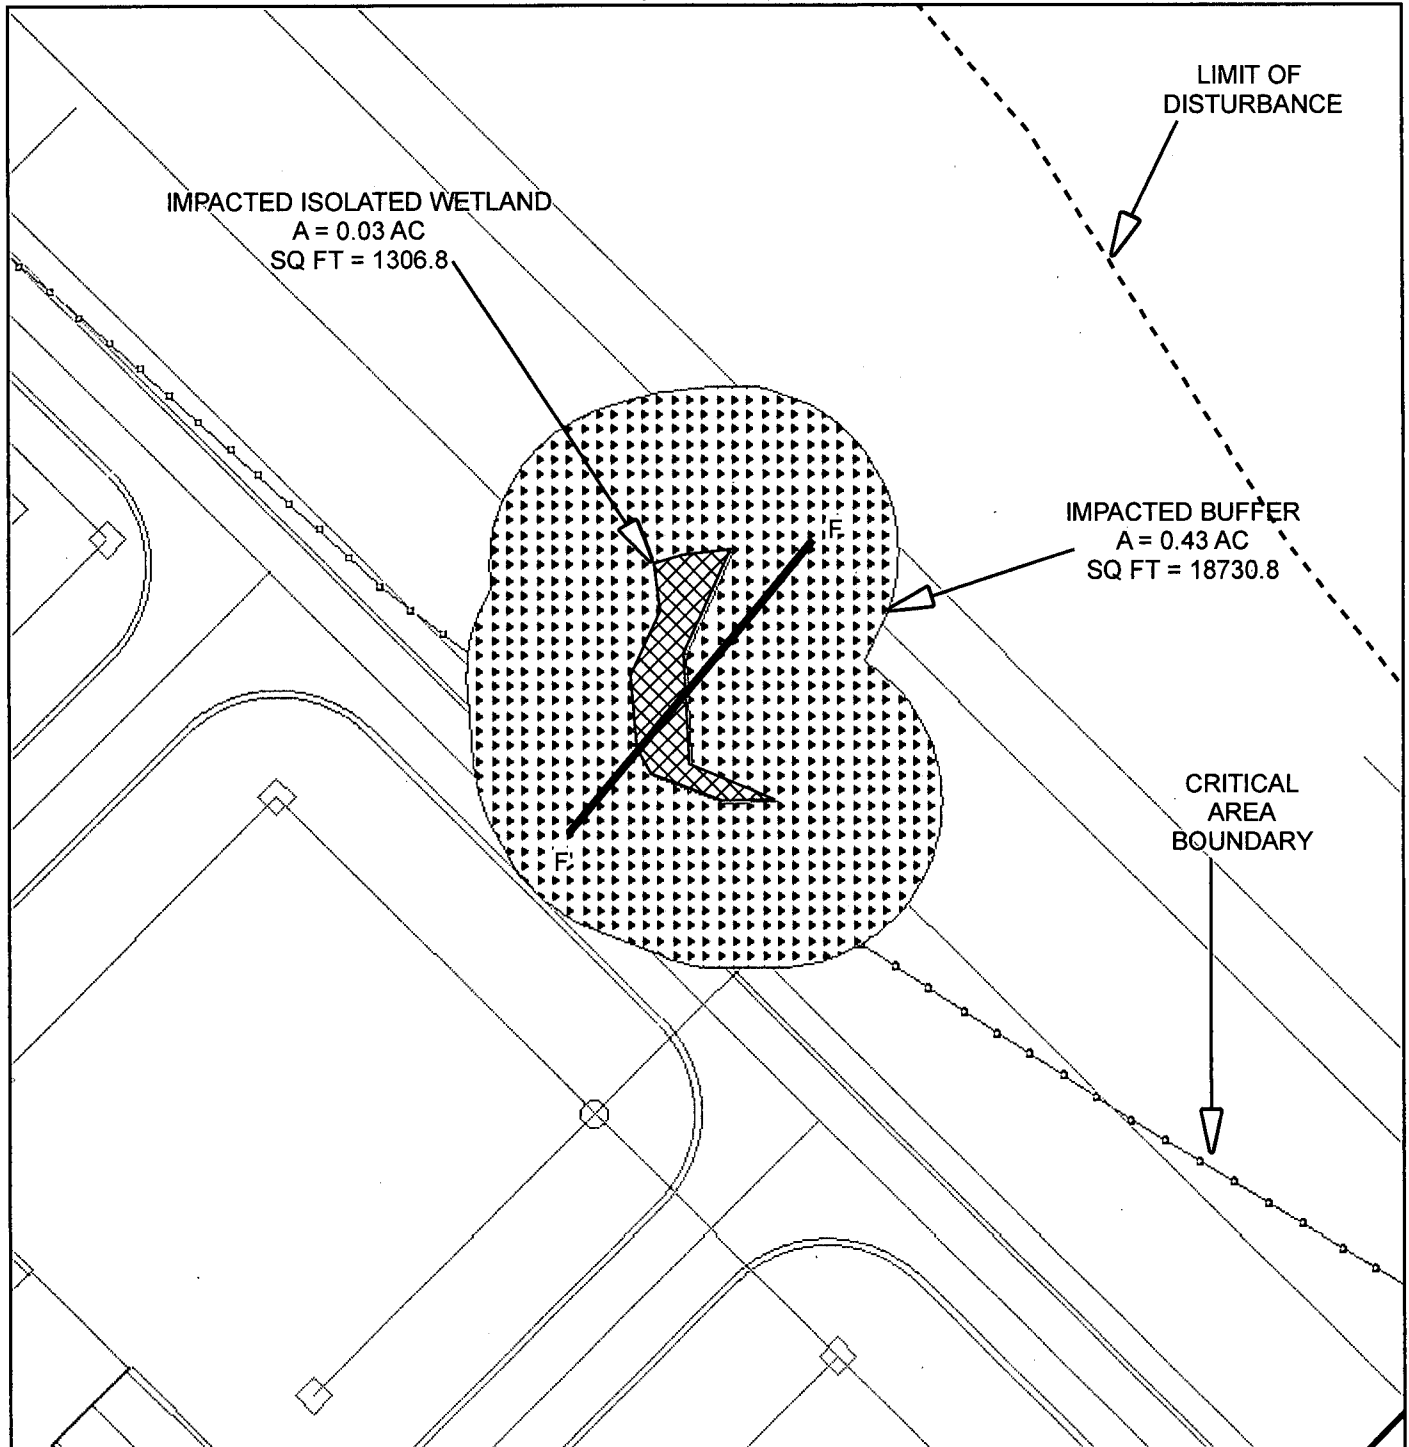 LIMIT OF
DISTURBANCE
IMPACTED ISOLATED WETLAND
A = 0.03 AC
SQ FT = 1306.8
F
IMPACTED BUFFER
A = 0.43 AC
SQ FT = 18730.8
CRITICAL
AREA
BOUNDARY
F'